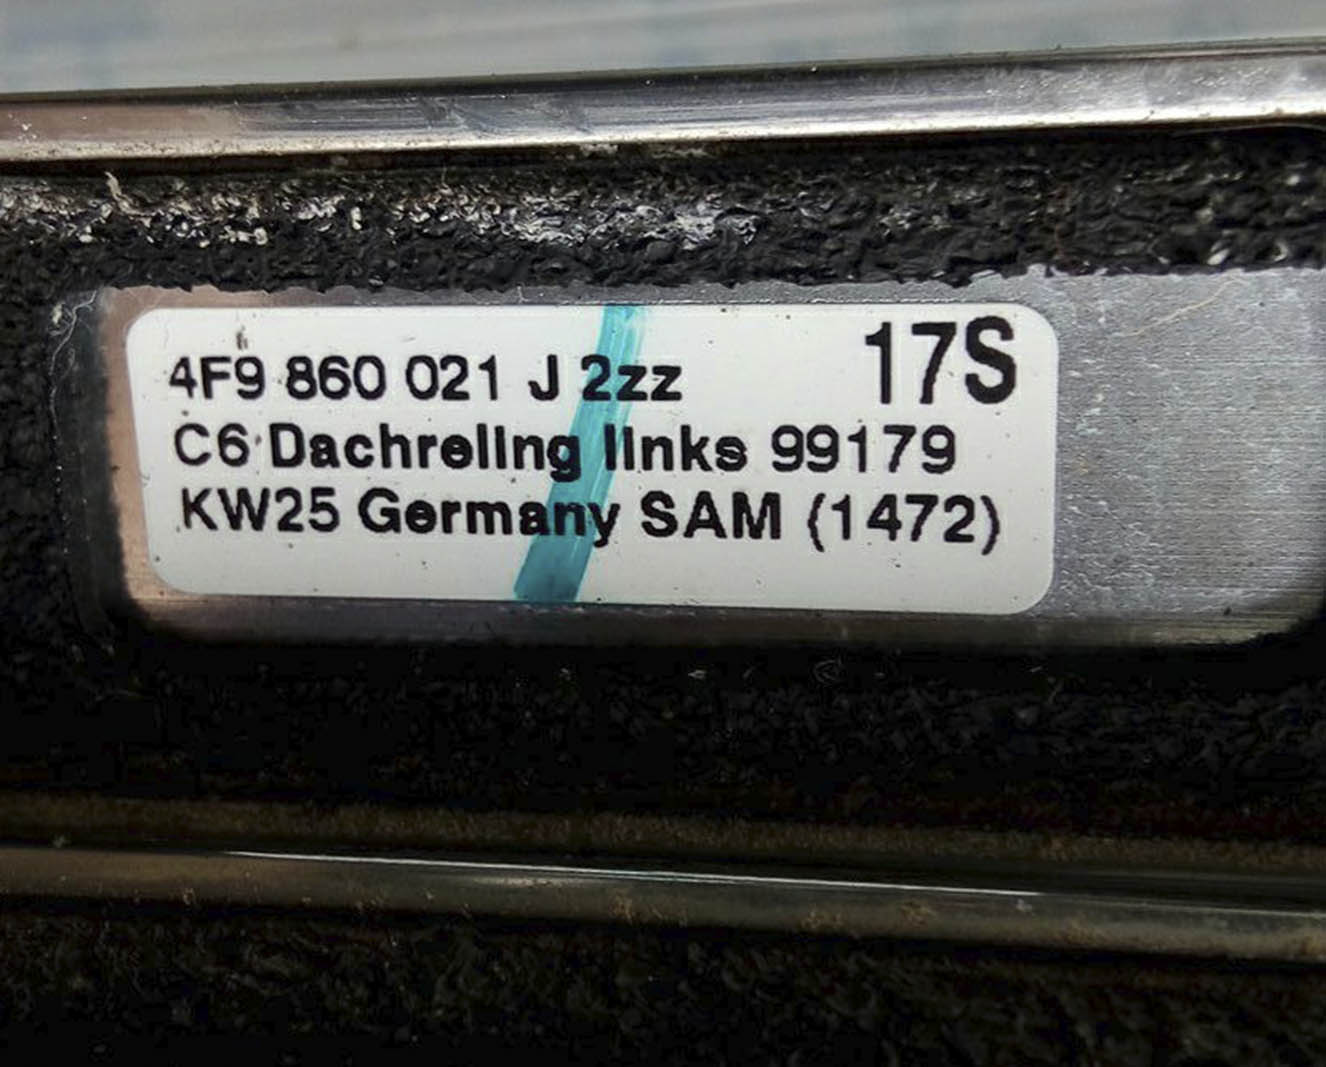 17S
4F9 860 021 J 2zz
C6 Dachreling links 99179
KW25 Germany SAM (1472)